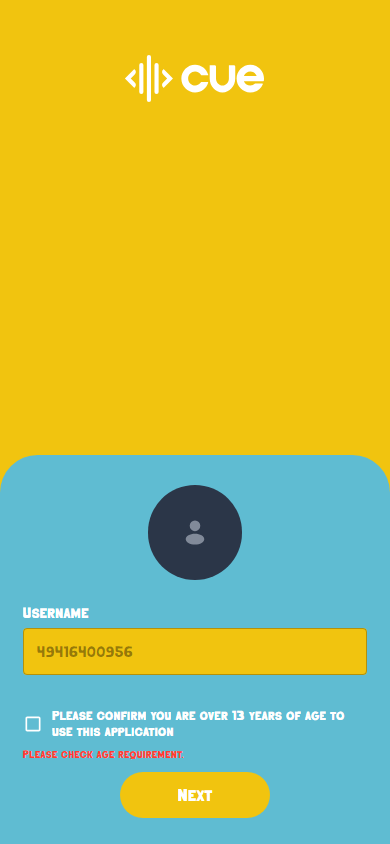 cue
Username
49416400956
Please confirm you are over 13 years of age to
use this application
Please check age requirement
Next